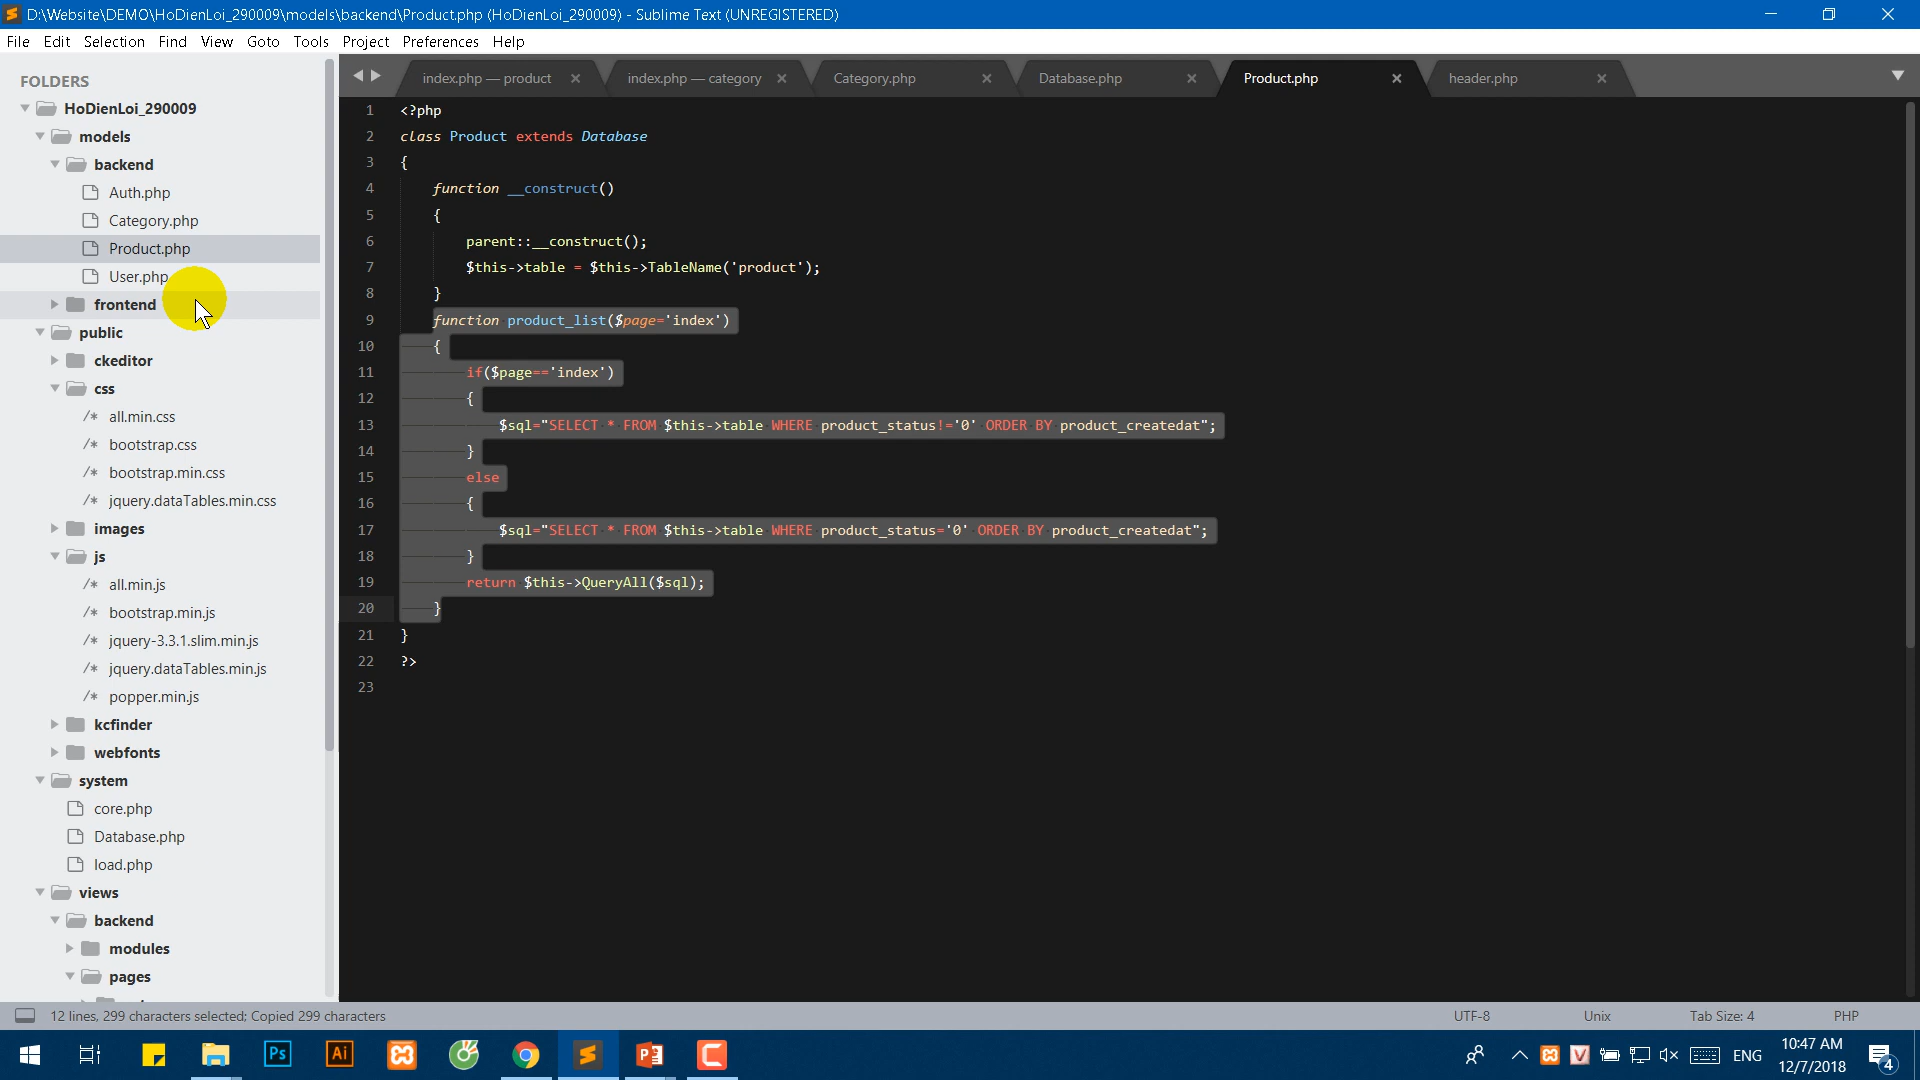 D:\Website\DEMO\HoDienLoi_290009\models\backend\Product.php (HoDienLoi_290009) - Sublime Text (UNREGISTERED)
File Edit Selection Find View Goto Tools Project Preferences Help
FOLDERS
HoDienLoi_290009
models
backend
Auth.php
Category.php
Product.php
User.php
frontend
public
ckeditor
css
/* all.min.css
/* bootstrap.css
/* bootstrap.min.css
/* jquery.dataTables.min.css
images
js
/* all.min.js
/* bootstrap.min.js
/* jquery-3.3.1.slim.min.js
/* jquery.dataTables.min.js
/* popper.min.js
kcfinder
webfonts
system
core.php
Database.php
load.php
views
backend
modules
pages
index.php — product
index.php — category
Category.php
Database.php
Product.php
header.php
1 <?php
2 class Product extends Database
3 {
4 function __construct()
5 {
6 parent::__construct();
7 $this->table = $this->TableName('product');
8 }
9 function product_list($page='index')
10 {
11 if($page=='index')
12 {
13 $sql="SELECT * FROM $this->table WHERE product_status!='0' ORDER BY product_createdat";
14 }
15 else
16 {
17 $sql="SELECT * FROM $this->table WHERE product_status='0' ORDER BY product_createdat";
18 }
19 return $this->QueryAll($sql);
20 }
21 }
22 ?>
23
12 lines, 299 characters selected; Copied 299 characters
UTF-8 Unix Tab Size: 4 PHP
Ps
Ai
ENG
10:47 AM
12/7/2018
4